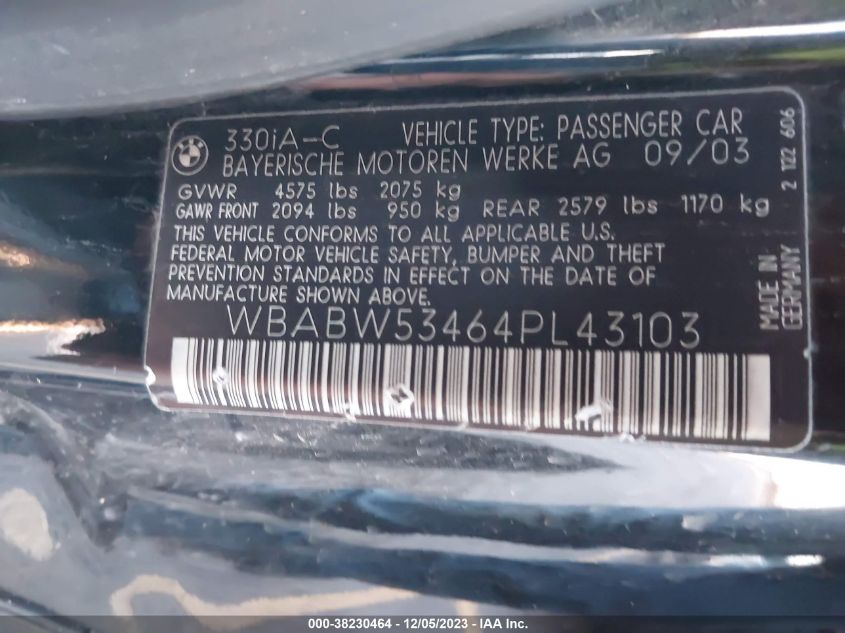 330iA-C VEHICLE TYPE: PASSENGER CAR
BAYERISCHE MOTOREN WERKE AG 09/03
GVWR 4575 lbs 2075 kg
GAWR FRONT 2094 lbs 950 kg REAR 2579 lbs 1170 kg
THIS VEHICLE CONFORMS TO ALL APPLICABLE U.S.
FEDERAL MOTOR VEHICLE SAFETY, BUMPER AND THEFT
PREVENTION STANDARDS IN EFFECT ON THE DATE OF
MANUFACTURE SHOWN ABOVE.
WBABW53464PL43103
MADE IN
GERMANY
2 122 606
000-38230464 - 12/05/2023 - IAA Inc.